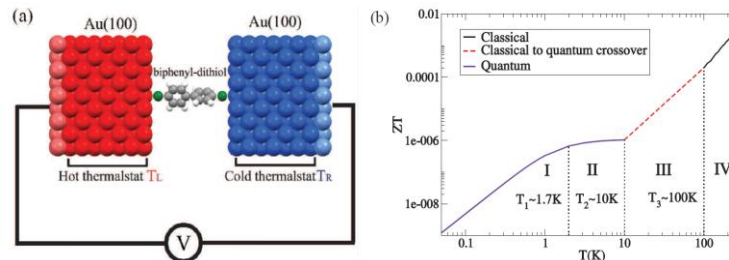 (a)
Au(100)
Au(100)
biphenyl-dithiol
Hot thermalstat T_L
Cold thermalstat T_R
V
(b)
0.01
0.0001
1e-006
1e-008
ZT
Classical
Classical to quantum crossover
Quantum
I
II
III
IV
T₁~1.7K
T₂~10K
T₃~100K
0.1
1
10
100
T(K)